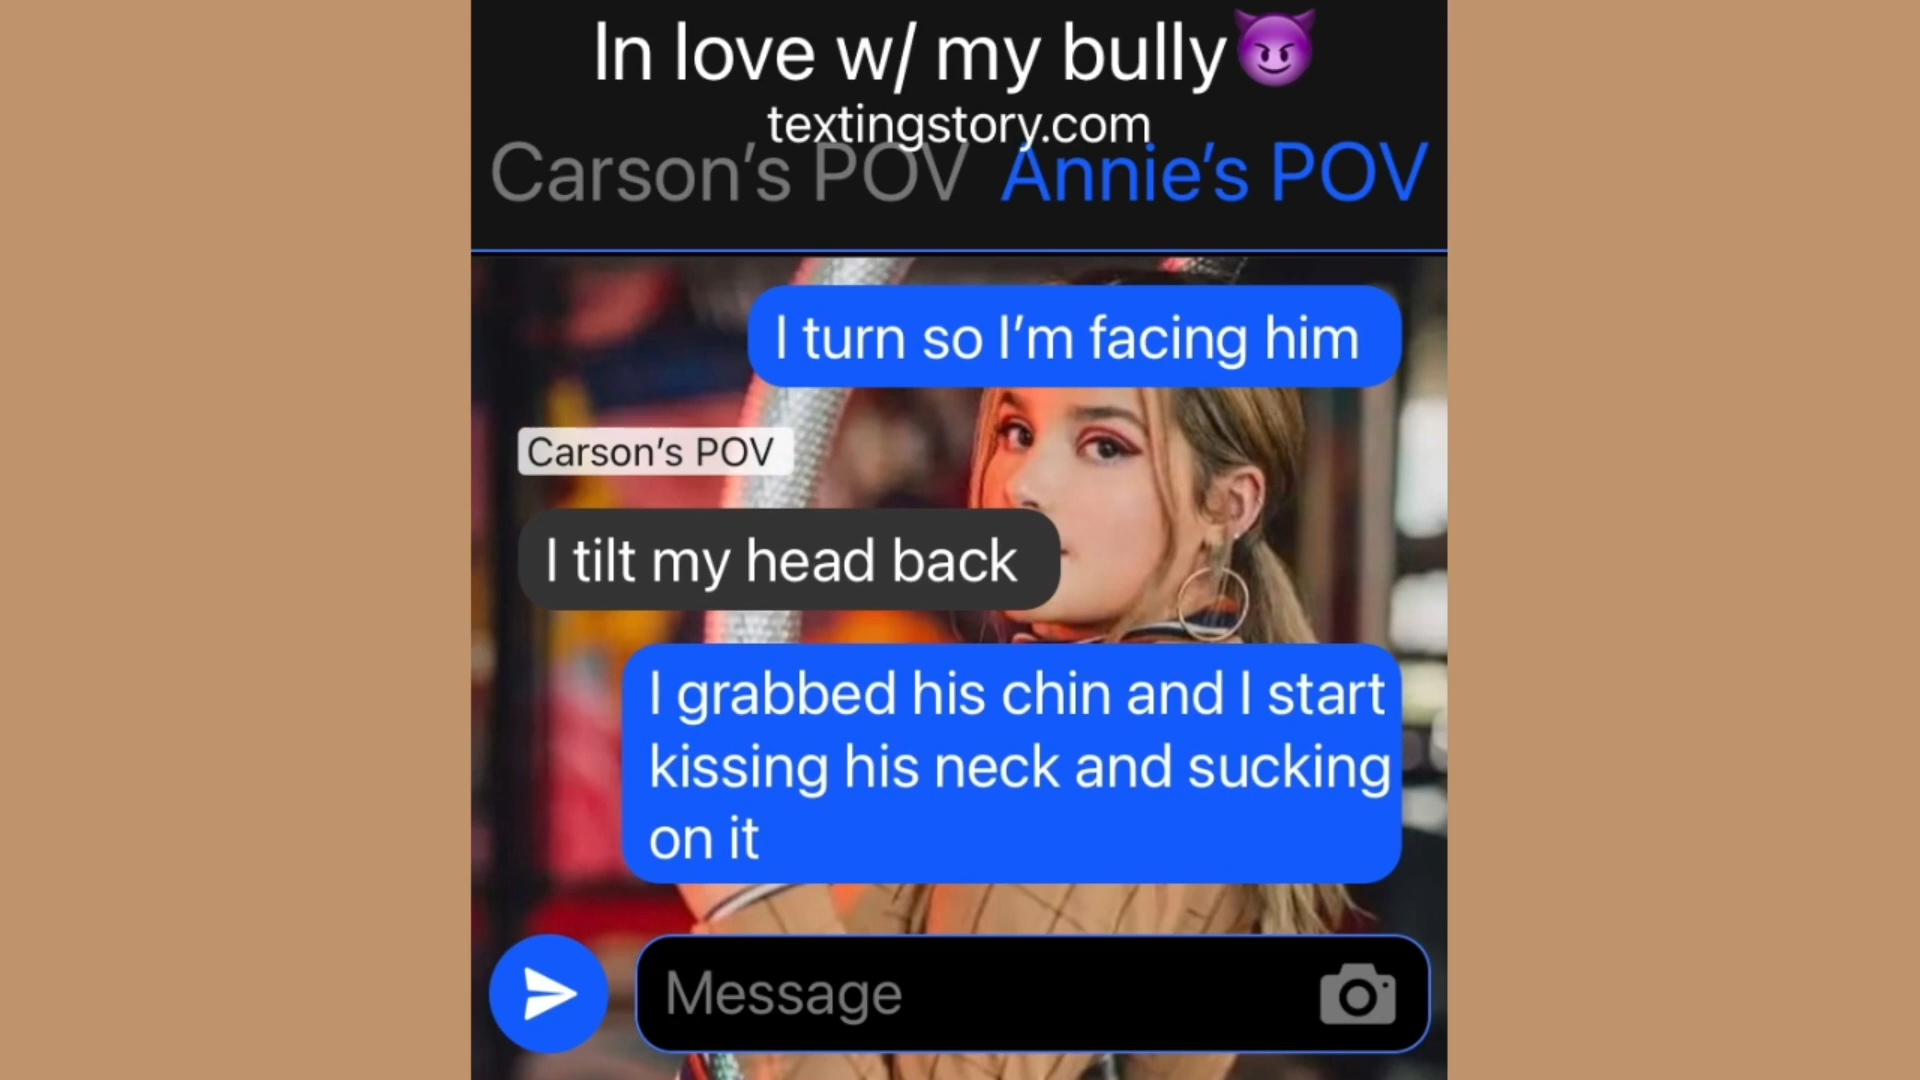 In love w/ my bully😈
textingstory.com
Carson’s POV Annie’s POV
I turn so I’m facing him
Carson’s POV
I tilt my head back
I grabbed his chin and I start
kissing his neck and sucking
on it
Message